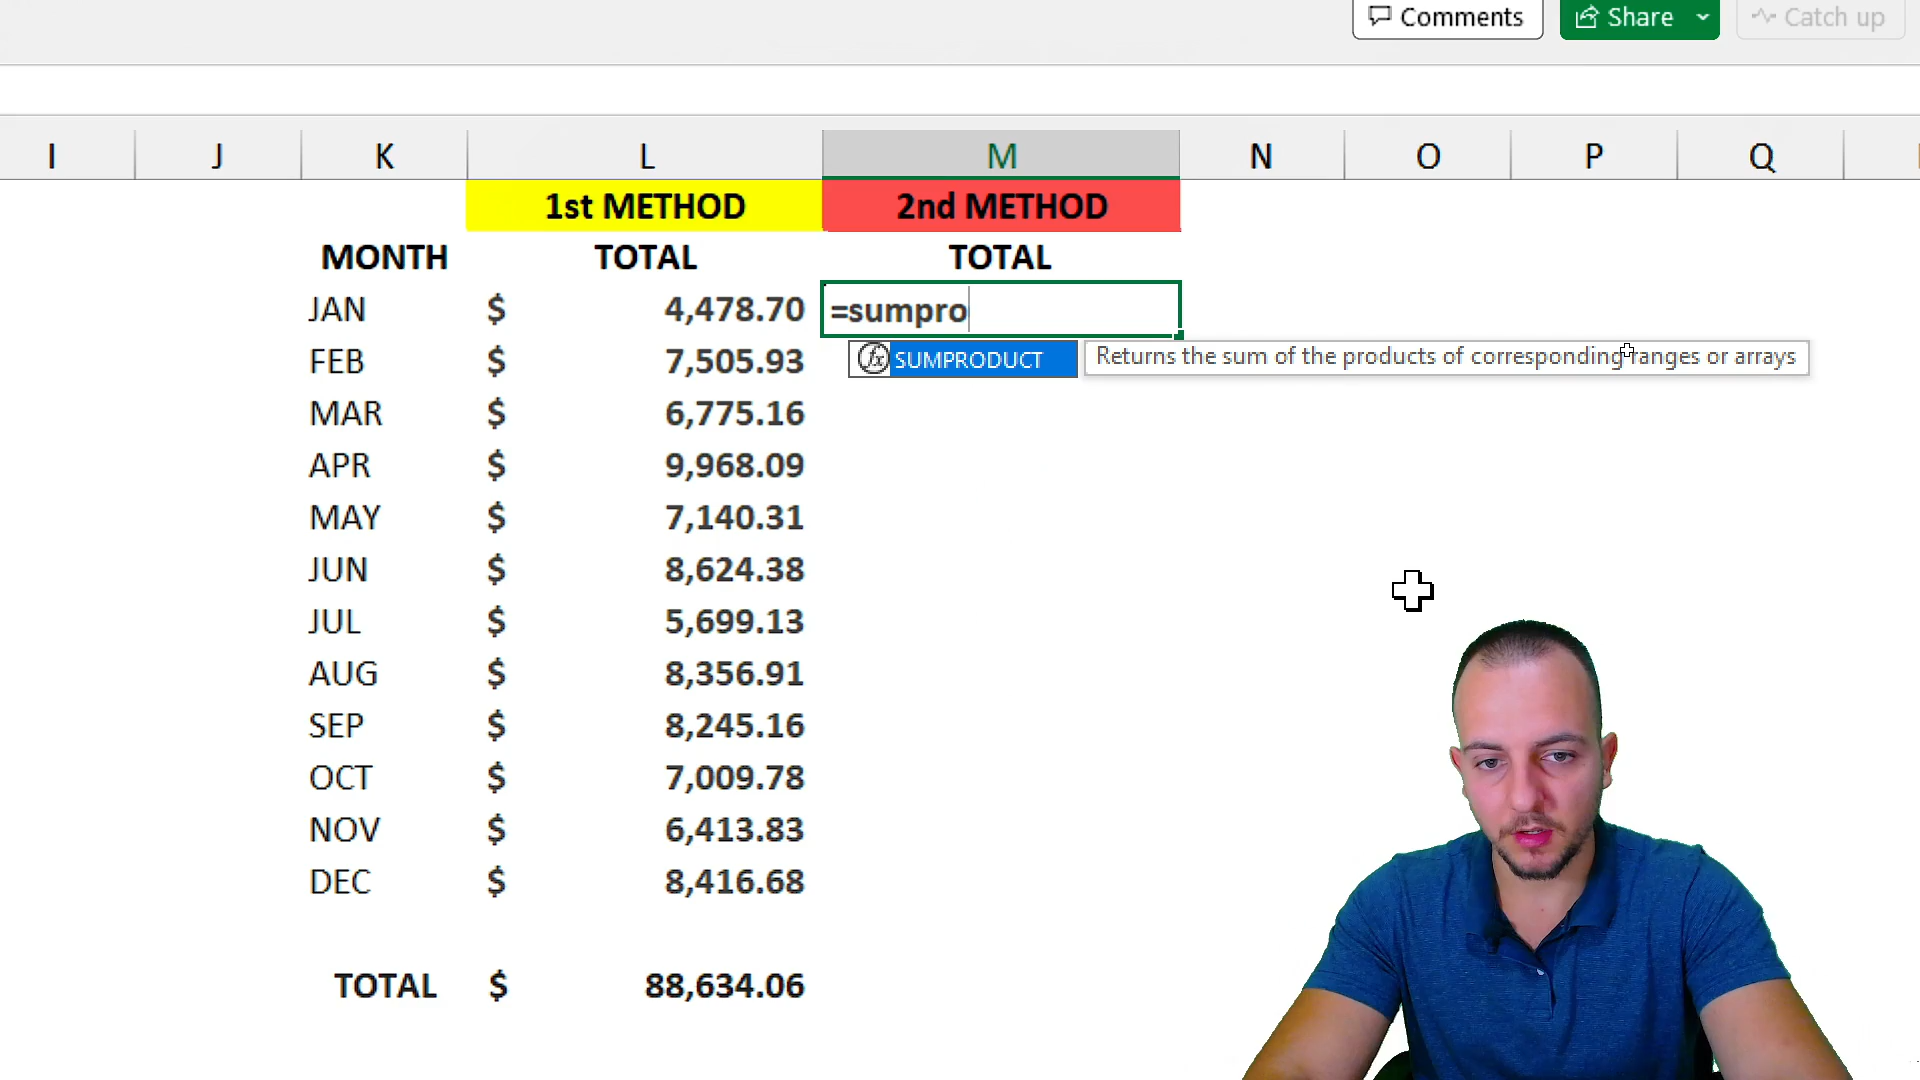 Comments Share Catch up
I J K L M N O P Q
1st METHOD 2nd METHOD
MONTH TOTAL TOTAL
JAN $ 4,478.70 =sumpro
FEB $ 7,505.93 fx SUMPRODUCT Returns the sum of the products of corresponding ranges or arrays
MAR $ 6,775.16
APR $ 9,968.09
MAY $ 7,140.31
JUN $ 8,624.38
JUL $ 5,699.13
AUG $ 8,356.91
SEP $ 8,245.16
OCT $ 7,009.78
NOV $ 6,413.83
DEC $ 8,416.68
TOTAL $ 88,634.06